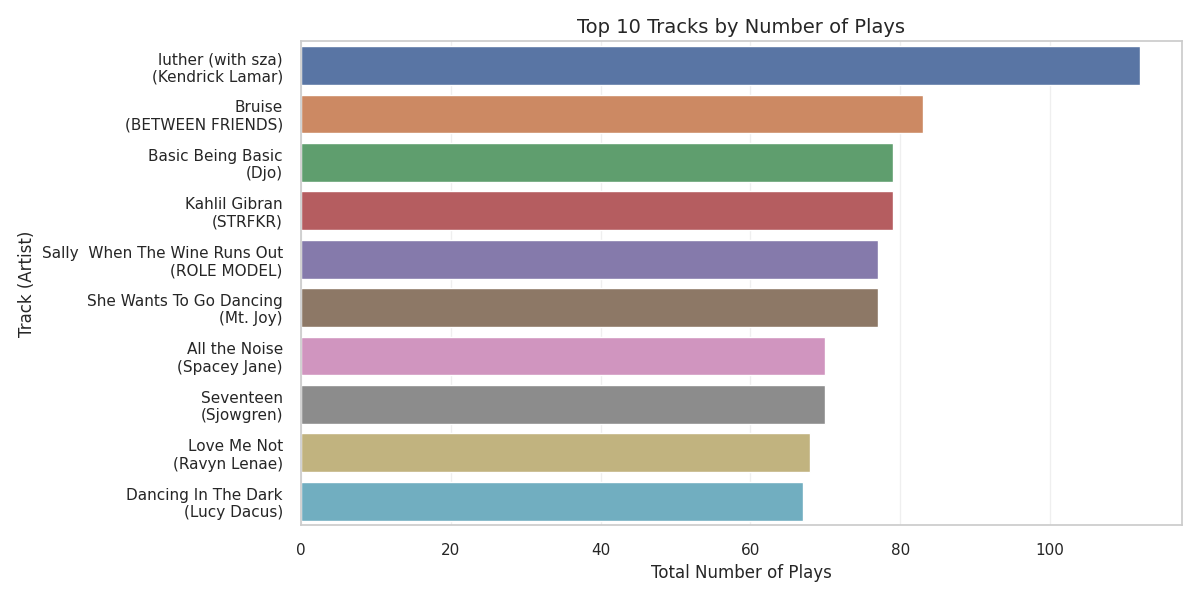 Top 10 Tracks by Number of Plays
luther (with sza)
(Kendrick Lamar)
Bruise
(BETWEEN FRIENDS)
Basic Being Basic
(Djo)
Kahlil Gibran
(STRFKR)
Sally  When The Wine Runs Out
(ROLE MODEL)
She Wants To Go Dancing
(Mt. Joy)
All the Noise
(Spacey Jane)
Seventeen
(Sjowgren)
Love Me Not
(Ravyn Lenae)
Dancing In The Dark
(Lucy Dacus)
Track (Artist)
0 20 40 60 80 100
Total Number of Plays